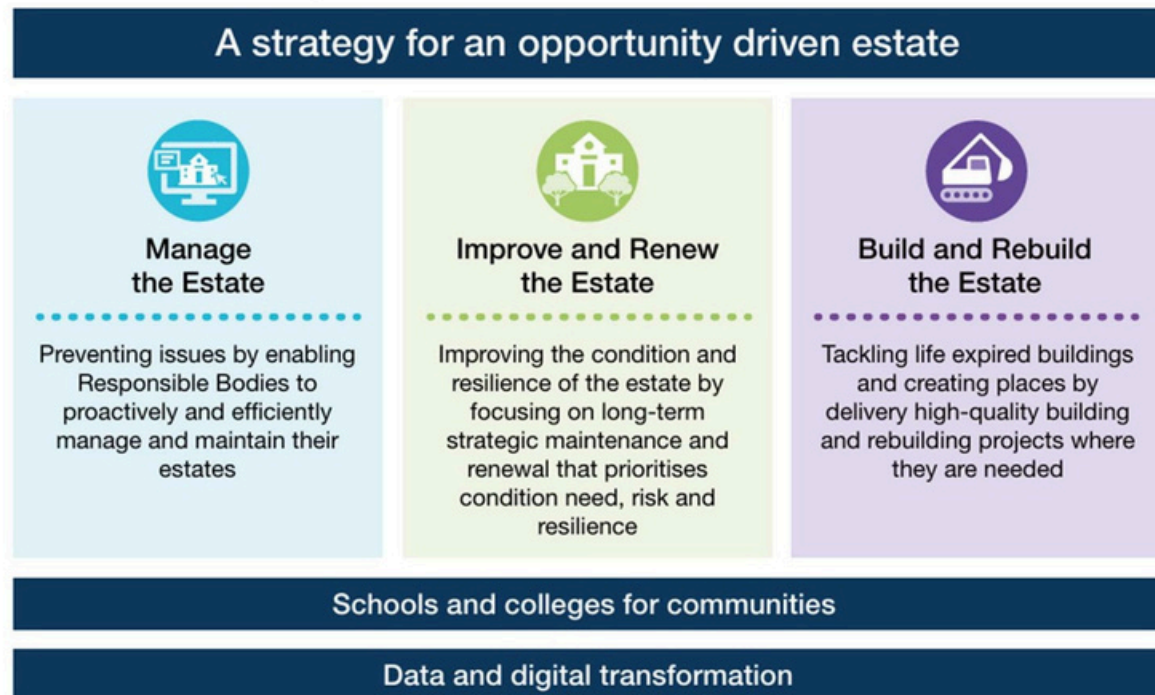 A strategy for an opportunity driven estate
Manage
the Estate
Preventing issues by enabling
Responsible Bodies to
proactively and efficiently
manage and maintain their
estates
Improve and Renew
the Estate
Improving the condition and
resilience of the estate by
focusing on long-term
strategic maintenance and
renewal that prioritises
condition need, risk and
resilience
Build and Rebuild
the Estate
Tackling life expired buildings
and creating places by
delivery high-quality building
and rebuilding projects where
they are needed
Schools and colleges for communities
Data and digital transformation